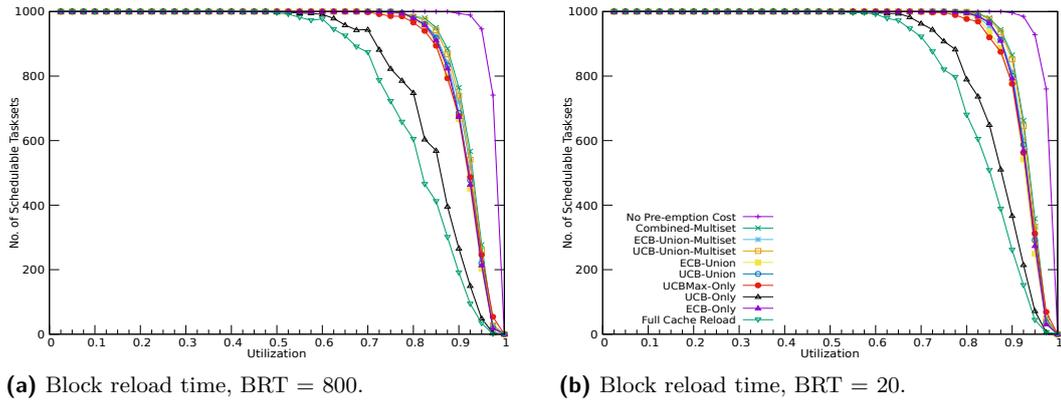 No. of Schedulable Tasksets
1000
800
600
400
200
0
0 0.1 0.2 0.3 0.4 0.5 0.6 0.7 0.8 0.9 1
Utilization
(a) Block reload time, BRT = 800.
No. of Schedulable Tasksets
1000
800
600
400
200
0
No Pre-emption Cost
Combined-Multiset
ECB-Union-Multiset
UCB-Union-Multiset
ECB-Union
UCB-Union
UCBMax-Only
UCB-Only
ECB-Only
Full Cache Reload
0 0.1 0.2 0.3 0.4 0.5 0.6 0.7 0.8 0.9 1
Utilization
(b) Block reload time, BRT = 20.